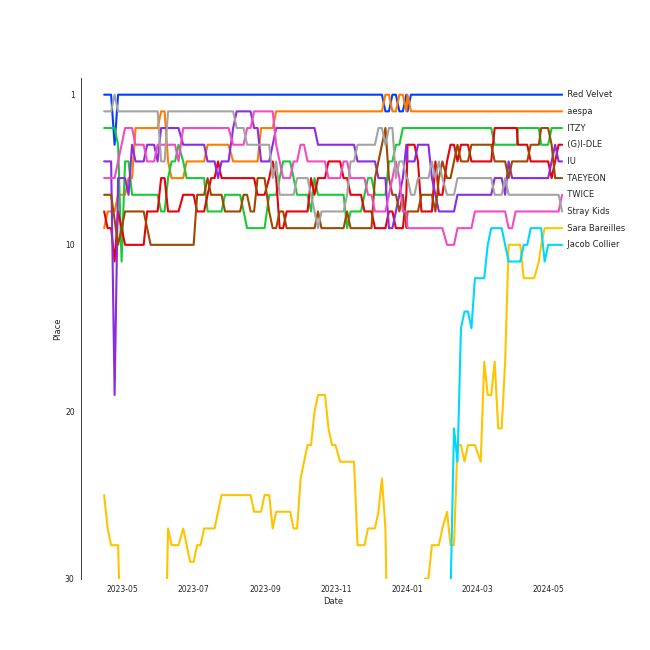 1
10
20
30
Place
2023-05
2023-07
2023-09
2023-11
2024-01
2024-03
2024-05
Date
Red Velvet
aespa
ITZY
(G)I-DLE
IU
TAEYEON
TWICE
Stray Kids
Sara Bareilles
Jacob Collier